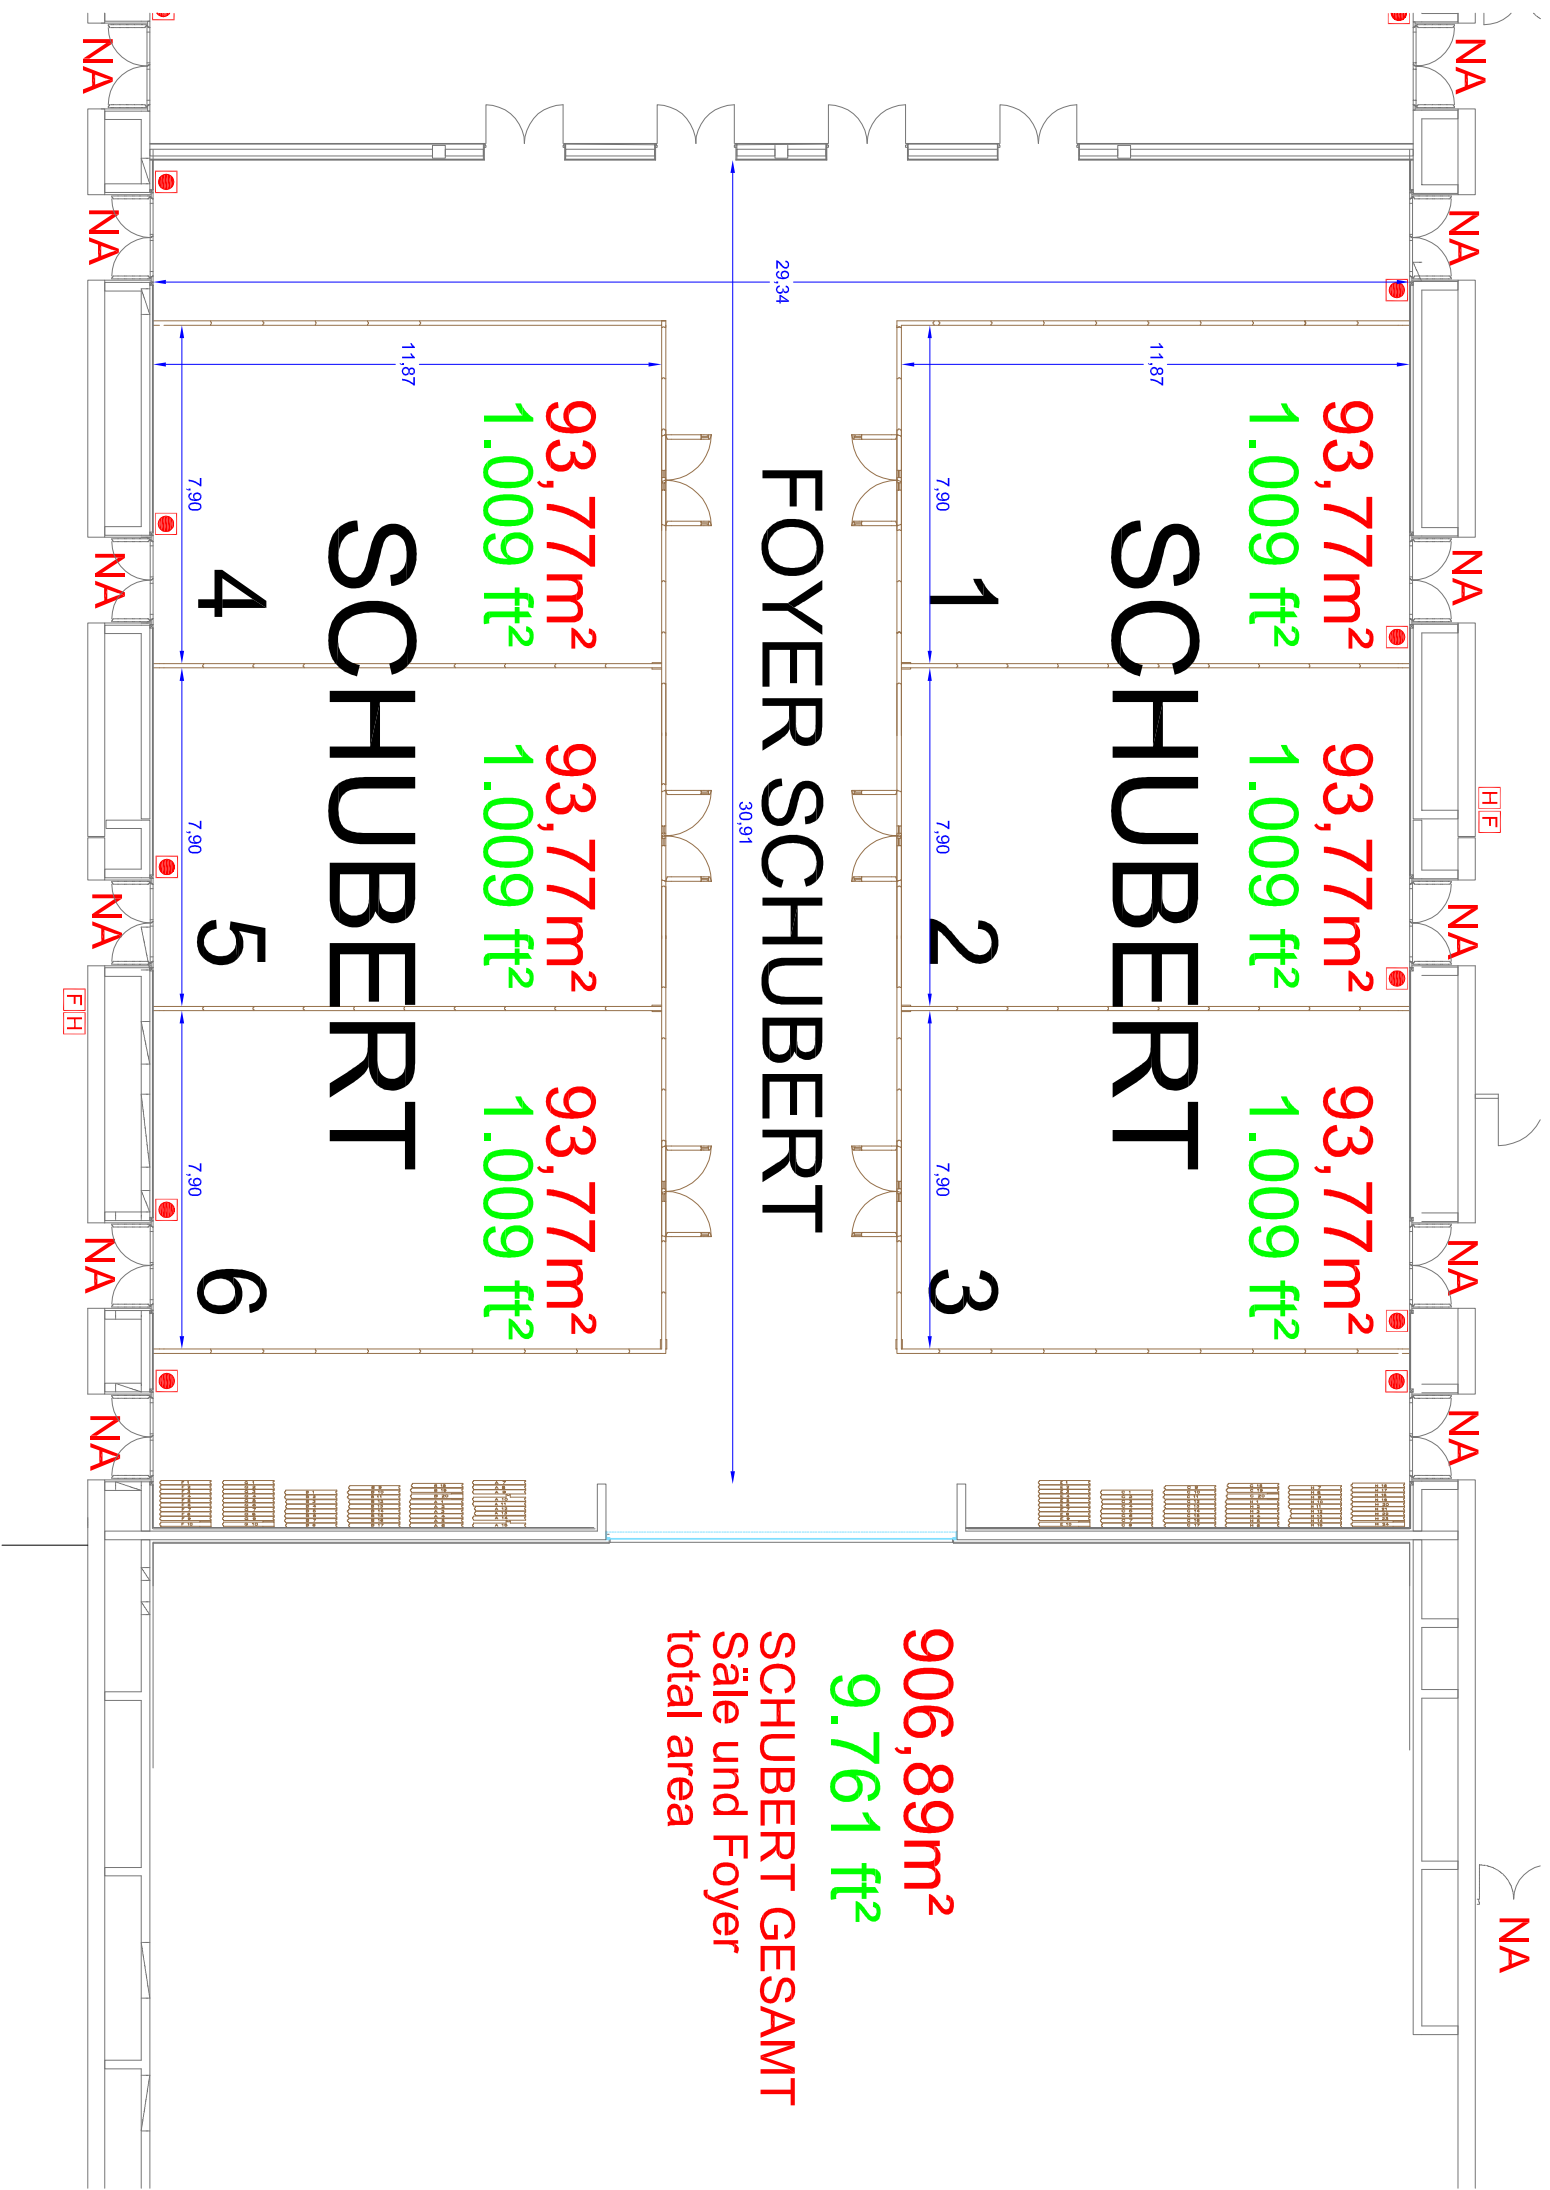 NA
NA
NA
NA
NA
NA
NA
H F
29,34
30,91
11,87
93,77m²
1.009 ft²
7,90
93,77m²
1.009 ft²
7,90
93,77m²
1.009 ft²
7,90
SCHUBERT
1
2
3
FOYER SCHUBERT
11,87
93,77m²
1.009 ft²
7,90
93,77m²
1.009 ft²
7,90
93,77m²
1.009 ft²
7,90
SCHUBERT
4
5
6
NA
NA
NA
NA
NA
NA
F H
906,89m²
9.761 ft²
SCHUBERT GESAMT
Säle und Foyer
total area